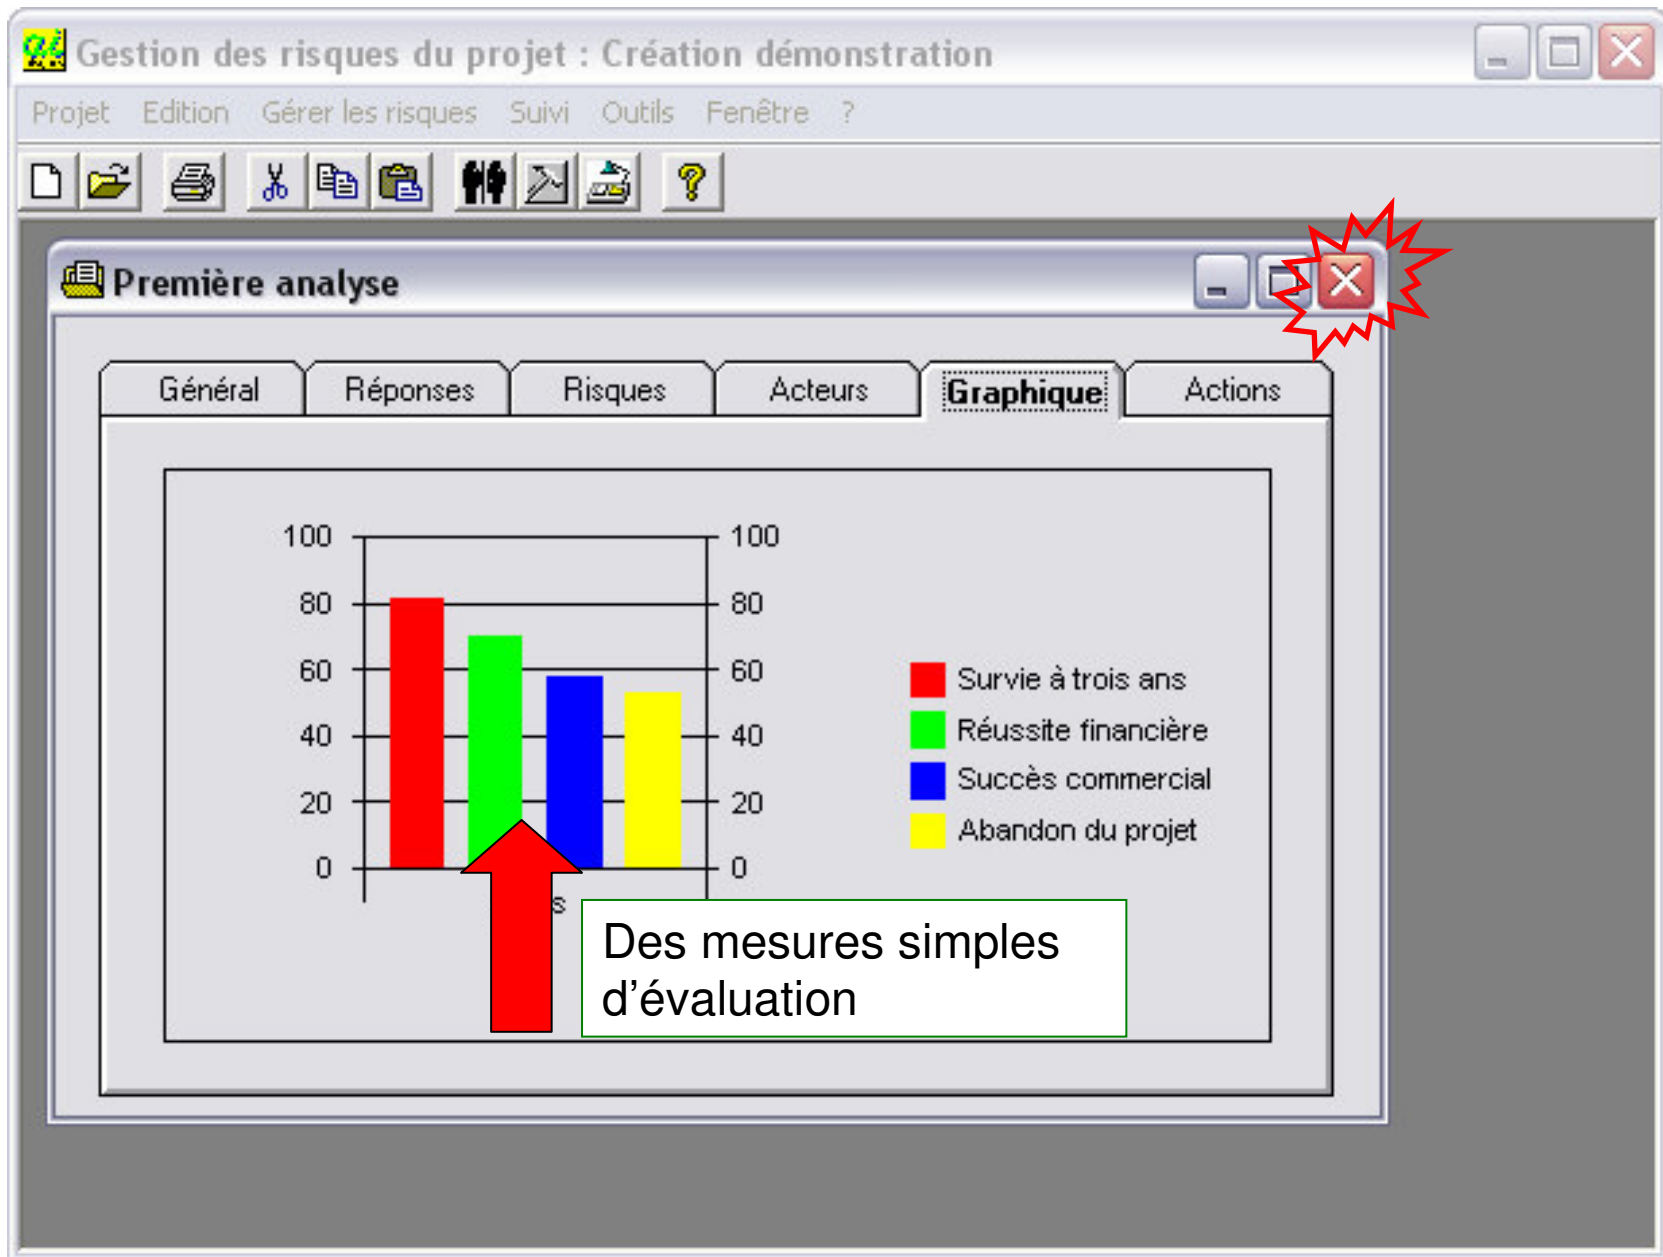 Gestion des risques du projet : Création démonstration
Projet Edition Gérer les risques Suivi Outils Fenêtre ?
Première analyse
Général Réponses Risques Acteurs Graphique Actions
100 100
80 80
60 60
40 40
20 20
0 0
Survie à trois ans
Réussite financière
Succès commercial
Abandon du projet
Des mesures simples
d’évaluation